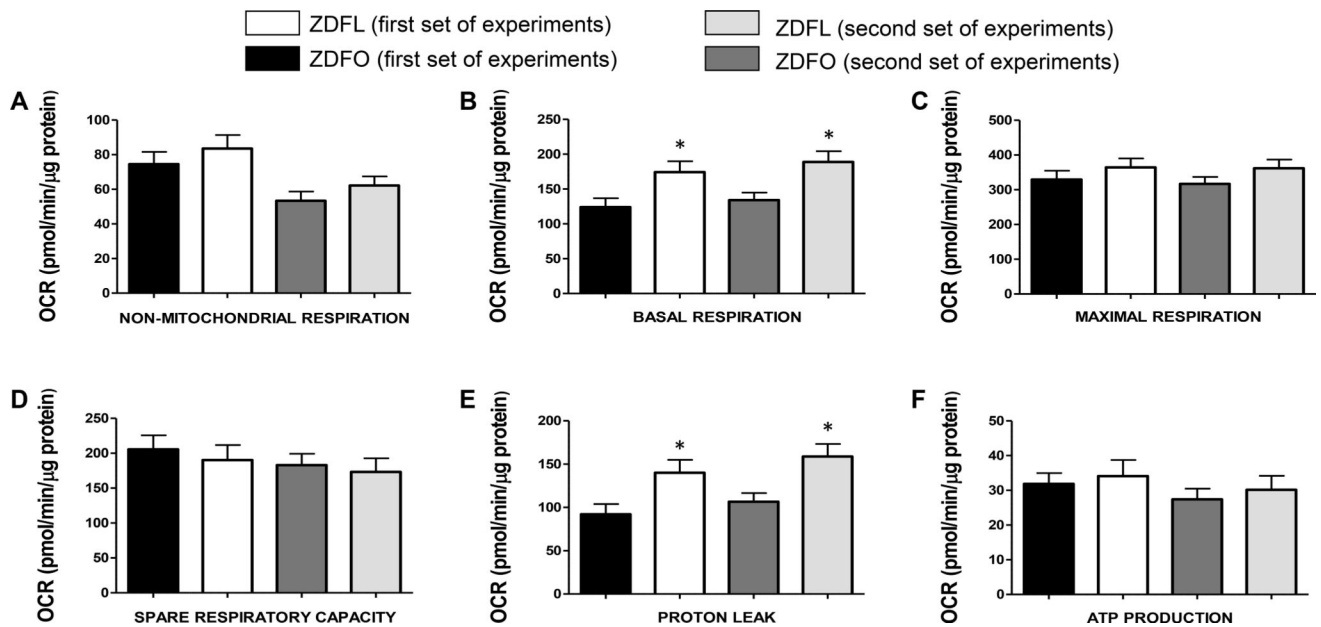 ZDFL (first set of experiments)
ZDFL (second set of experiments)
ZDFO (first set of experiments)
ZDFO (second set of experiments)
A
OCR (pmol/min/µg protein)
100
80
60
40
20
0
NON-MITOCHONDRIAL RESPIRATION
B
OCR (pmol/min/µg protein)
250
200
150
100
50
0
*
*
BASAL RESPIRATION
C
OCR (pmol/min/µg protein)
500
400
300
200
100
0
MAXIMAL RESPIRATION
D
OCR (pmol/min/µg protein)
250
200
150
100
50
0
SPARE RESPIRATORY CAPACITY
E
OCR (pmol/min/µg protein)
200
150
100
50
0
*
*
PROTON LEAK
F
OCR (pmol/min/µg protein)
50
40
30
20
10
0
ATP PRODUCTION